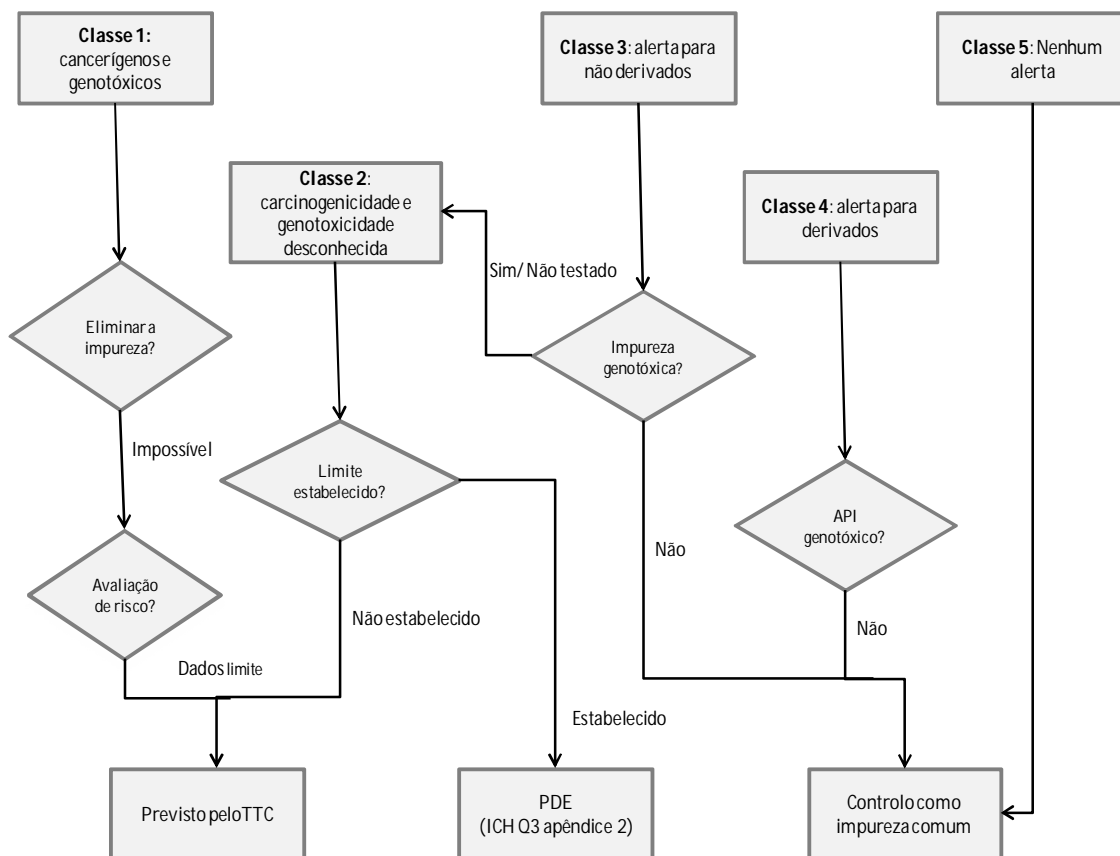 Classe 1:
cancerígenos e
genotóxicos
Classe 3: alerta para
não derivados
Classe 5: Nenhum
alerta
Classe 2:
carcinogenicidade e
genotoxicidade
desconhecida
Classe 4: alerta para
derivados
Sim/ Não testado
Eliminar a
impureza?
Impureza
genotóxica?
Impossível
Limite
estabelecido?
API
genotóxico?
Não
Avaliação
de risco?
Não estabelecido
Não
Dados limite
Estabelecido
Previsto pelo TTC
PDE
(ICH Q3 apêndice 2)
Controlo como
impureza comum